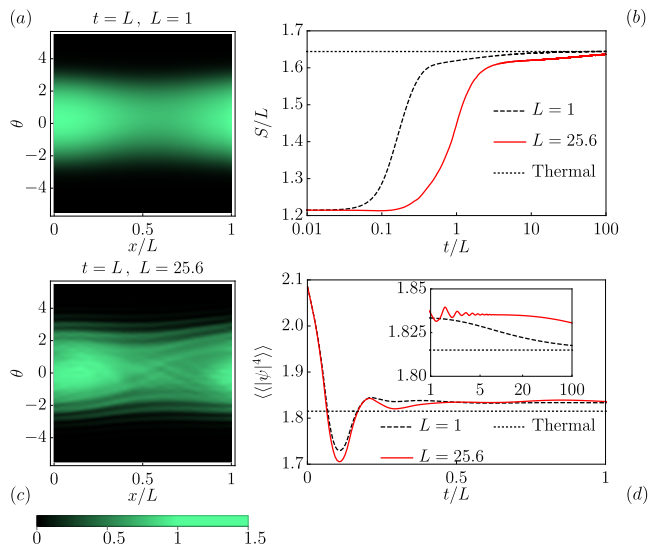 (a)
t = L , L = 1
θ
4
2
0
−2
−4
0
0.5
1
x/L
(b)
S/L
1.7
1.6
1.5
1.4
1.3
1.2
0.01
0.1
1
10
100
t/L
L = 1
L = 25.6
Thermal
(c)
t = L , L = 25.6
θ
4
2
0
−2
−4
0
0.5
1
x/L
0
1
1.5
(d)
⟨⟨|ψ|⁴⟩⟩
2.1
2.0
1.9
1.8
1.7
0
0.5
1
t/L
L = 1
Thermal
L = 25.6
1.85
1.825
1.80
1
5
20
100